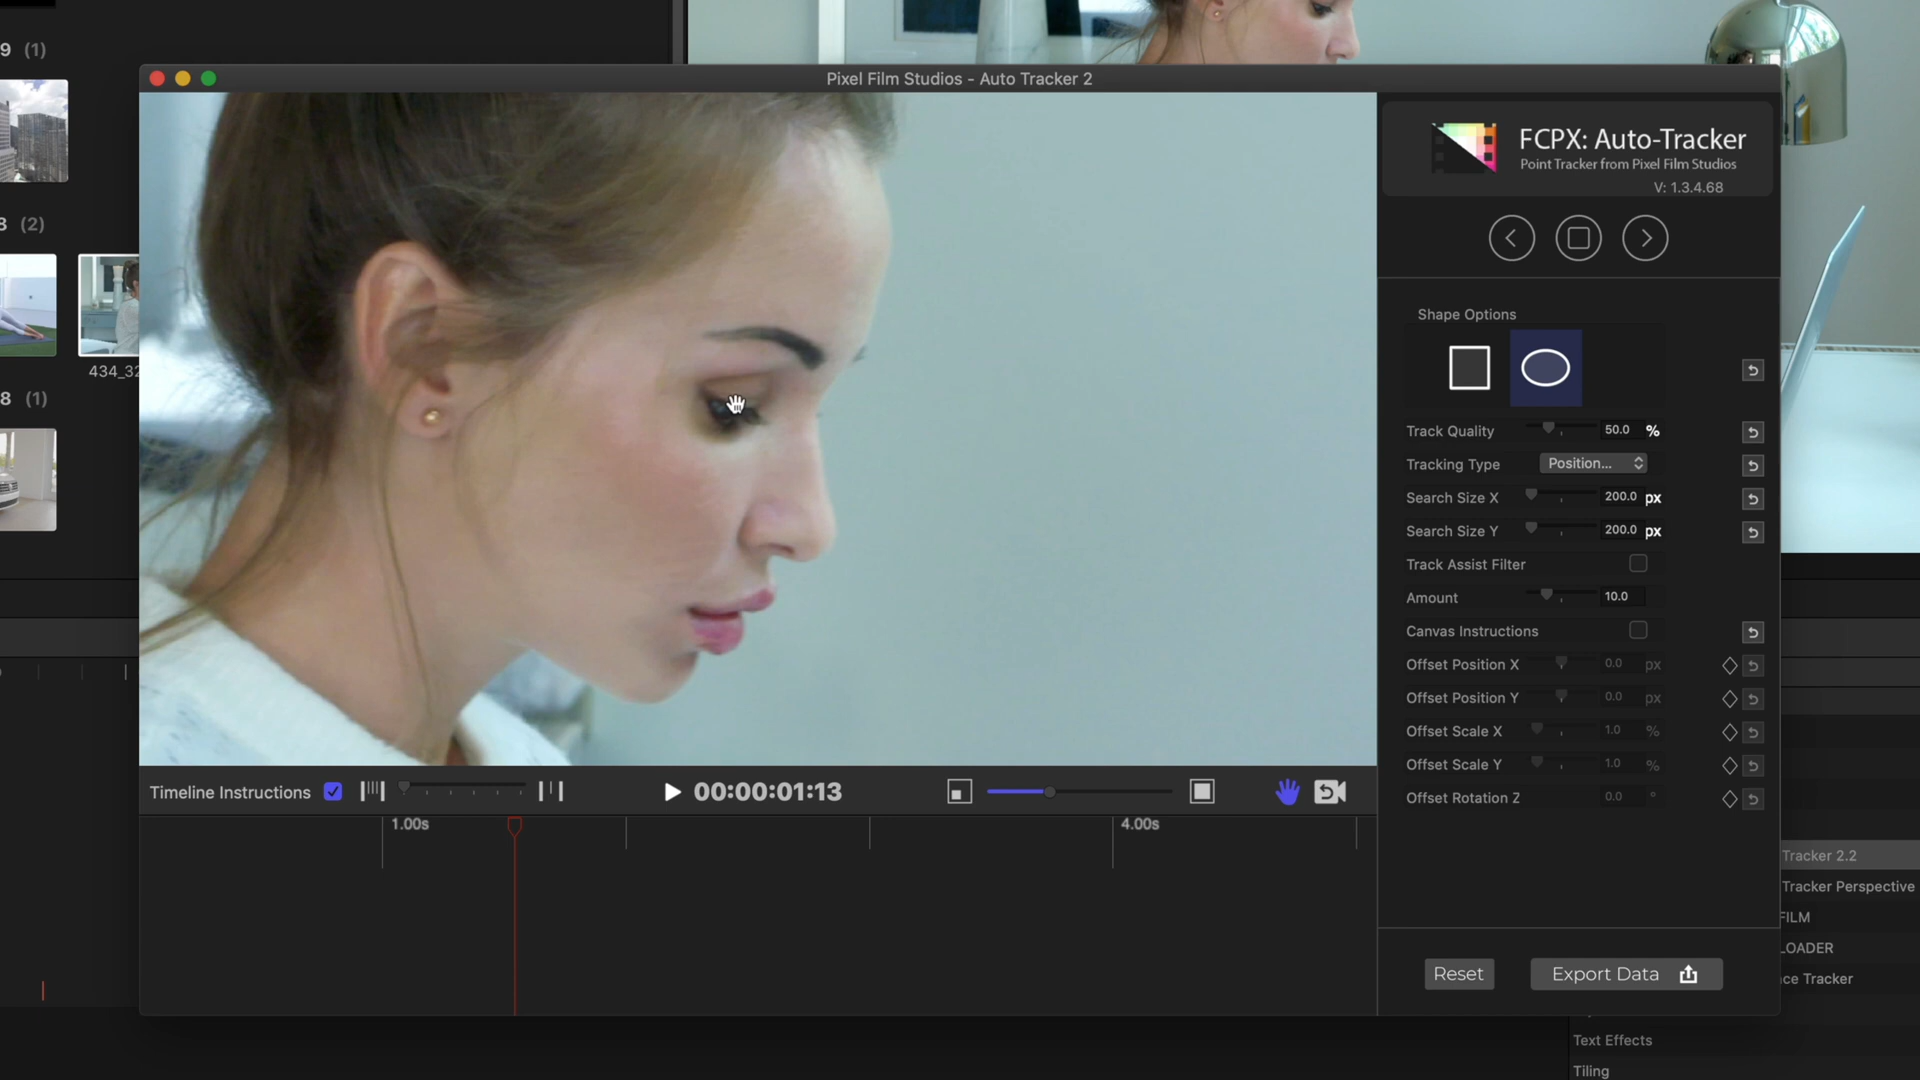 9 (1)
Pixel Film Studios - Auto Tracker 2
FCPX: Auto-Tracker
Point Tracker from Pixel Film Studios
V: 1.3.4.68
(2)
434_32
8 (1)
Shape Options
Track Quality 50.0 %
Tracking Type Position...
Search Size X 200.0 px
Search Size Y 200.0 px
Track Assist Filter
Amount 10.0
Canvas Instructions
Offset Position X 0.0 px
Offset Position Y 0.0 px
Offset Scale X 1.0 %
Offset Scale Y 1.0 %
Offset Rotation Z 0.0 °
Timeline Instructions 00:00:01:13
1.00s 4.00s
Reset Export Data
Tracker 2.2
Tracker Perspective
FILM
LOADER
ce Tracker
Text Effects
Tiling